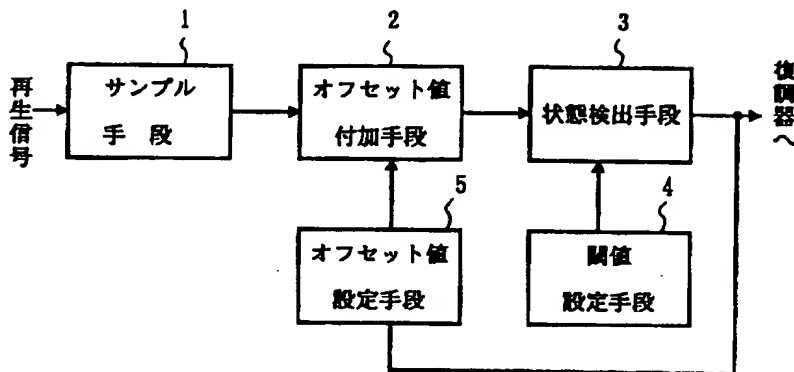 1
2
3
再生信号
サンプル
手 段
オフセット値
付加手段
状態検出手段
復調器へ
5
4
オフセット値
設定手段
閾値
設定手段